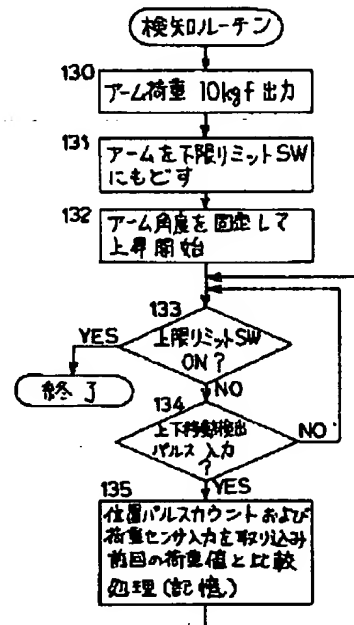 検知ルーチン
130
アーム荷重 10kgf 出力
131
アームを下限リミットSW
にもどす
132
アーム角度を固定して
上昇開始
133
上限リミットSW
ON?
YES
終了
NO
134
上下移動検出
パルス入力
?
NO
YES
135
位置パルスカウントおよび
荷重センサ入力を取り込み
前回の荷重値と比較
処理(記憶)